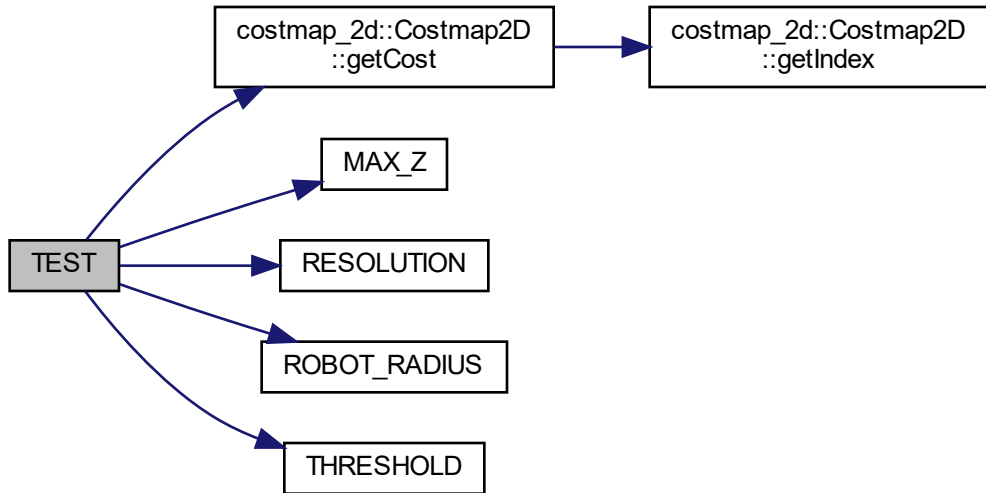 costmap_2d::Costmap2D
::getCost
costmap_2d::Costmap2D
::getIndex
MAX_Z
TEST
RESOLUTION
ROBOT_RADIUS
THRESHOLD